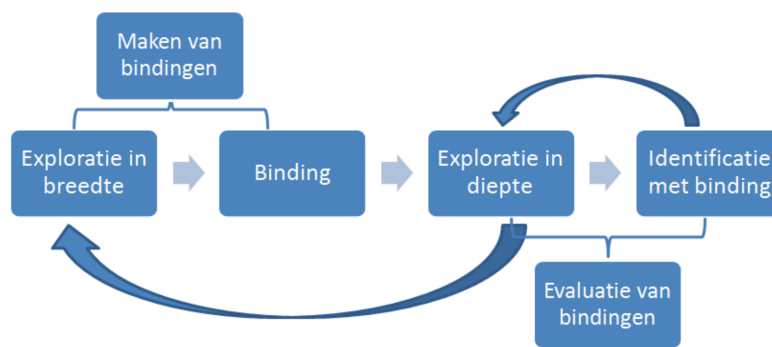 Maken van
bindingen
Exploratie in
breedte
Binding
Exploratie in
diepte
Identificatie
met binding
Evaluatie van
bindingen